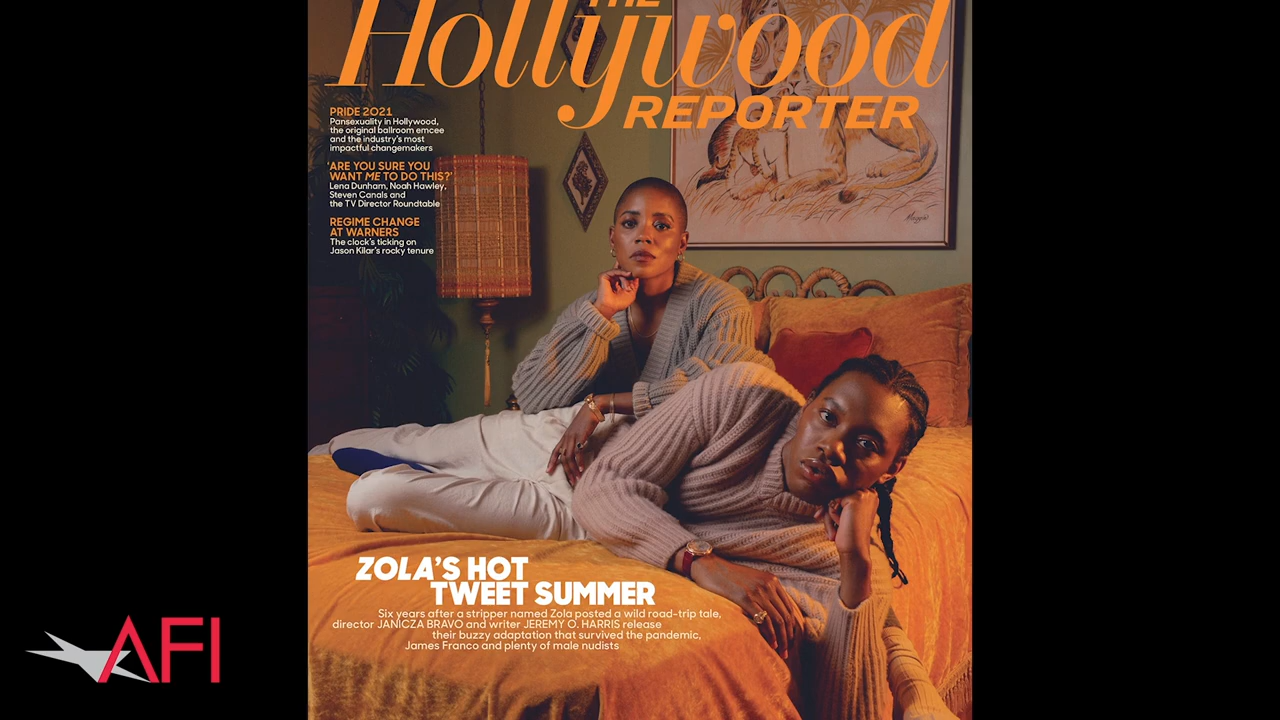 THE
Hollywood
REPORTER
PRIDE 2021
Pansexuality in Hollywood,
the original ballroom emcee
and the industry's most
impactful changemakers
'ARE YOU SURE YOU
WANT ME TO DO THIS?'
Lena Dunham, Noah Hawley,
Steven Canals and
the TV Director Roundtable
REGIME CHANGE
AT WARNERS
The clock's ticking on
Jason Kilar's rocky tenure
Maggio
ZOLA'S HOT
TWEET SUMMER
Six years after a stripper named Zola posted a wild road-trip tale,
director JANICZA BRAVO and writer JEREMY O. HARRIS release
their buzzy adaptation that survived the pandemic,
James Franco and plenty of male nudists
AFI